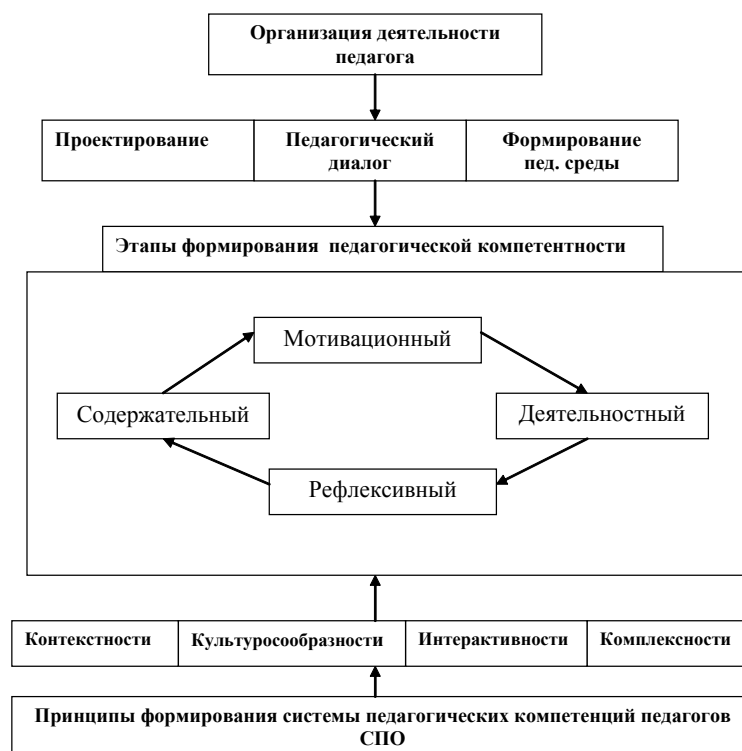 Организация деятельности
педагога
Проектирование
Педагогический
диалог
Формирование
пед. среды
Этапы формирования педагогической компетентности
Мотивационный
Содержательный
Деятельностный
Рефлексивный
Контекстности
Культуросообразности
Интерактивности
Комплексности
Принципы формирования системы педагогических компетенций педагогов
СПО